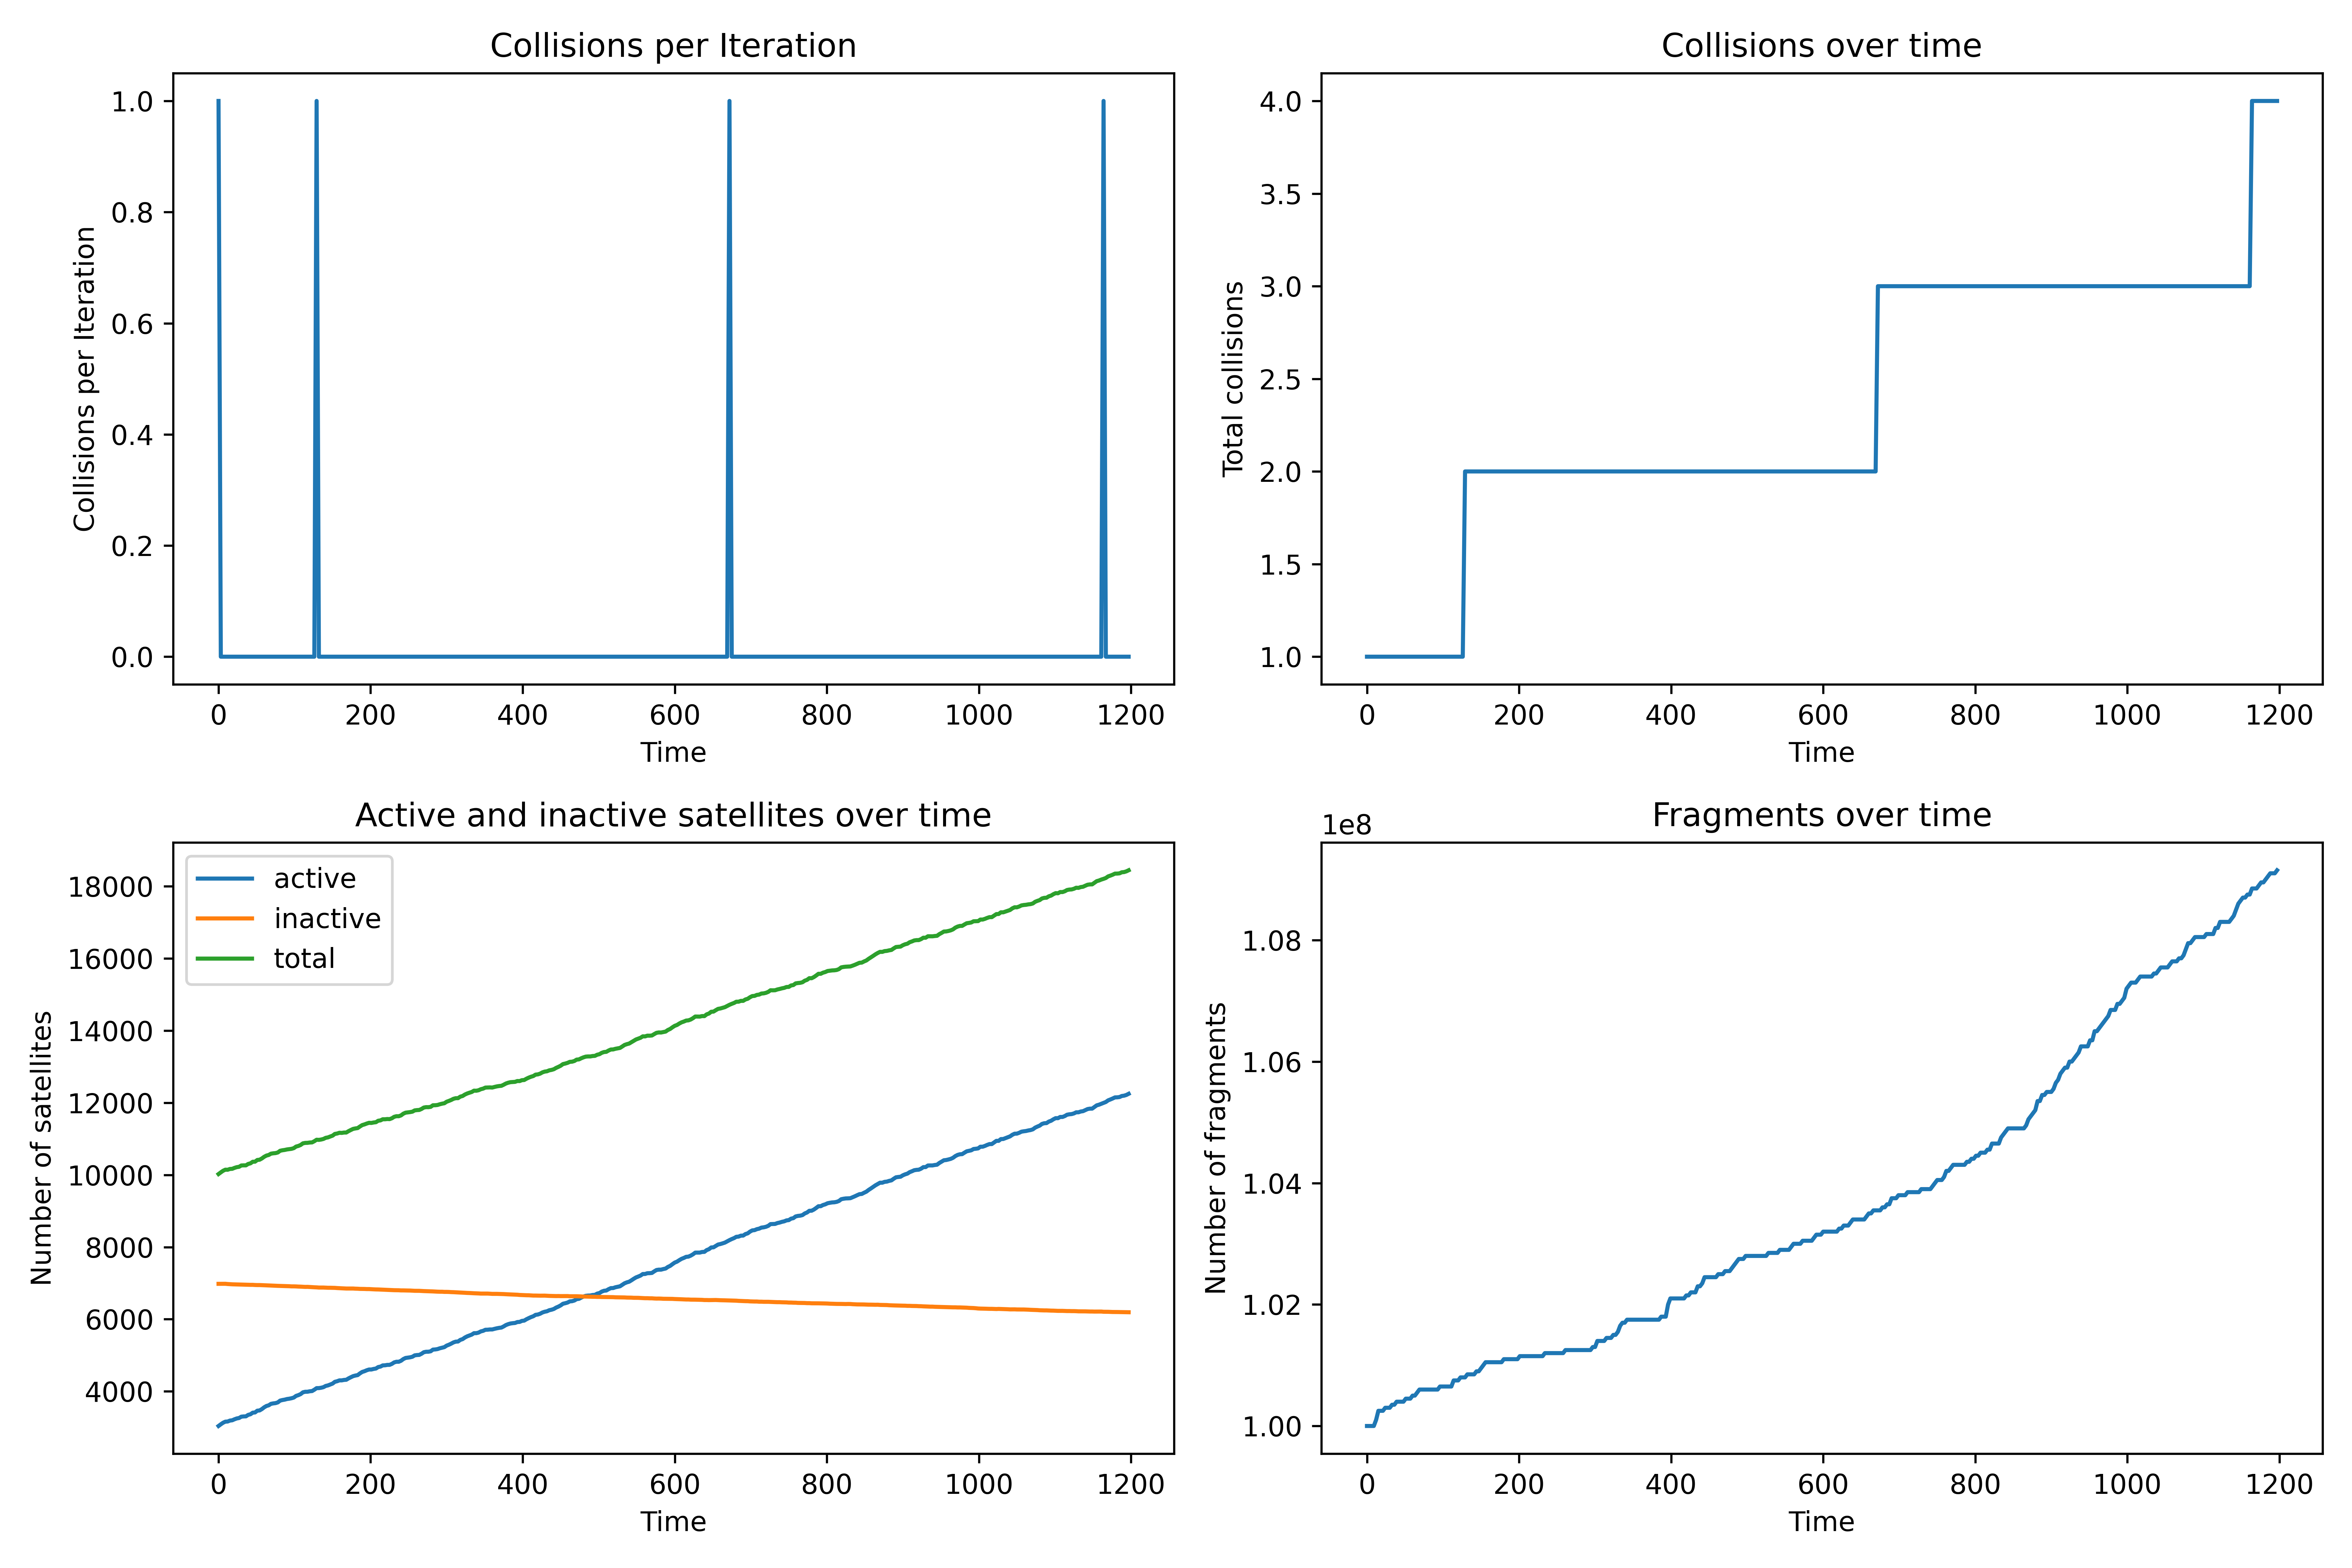 Collisions per Iteration
Collisions per Iteration
1.0
0.8
0.6
0.4
0.2
0.0
0 200 400 600 800 1000 1200
Time
Collisions over time
Total collisions
4.0
3.5
3.0
2.5
2.0
1.5
1.0
0 200 400 600 800 1000 1200
Time
Active and inactive satellites over time
Number of satellites
active
inactive
total
18000
16000
14000
12000
10000
8000
6000
4000
0 200 400 600 800 1000 1200
Time
Fragments over time
1e8
Number of fragments
1.08
1.06
1.04
1.02
1.00
0 200 400 600 800 1000 1200
Time